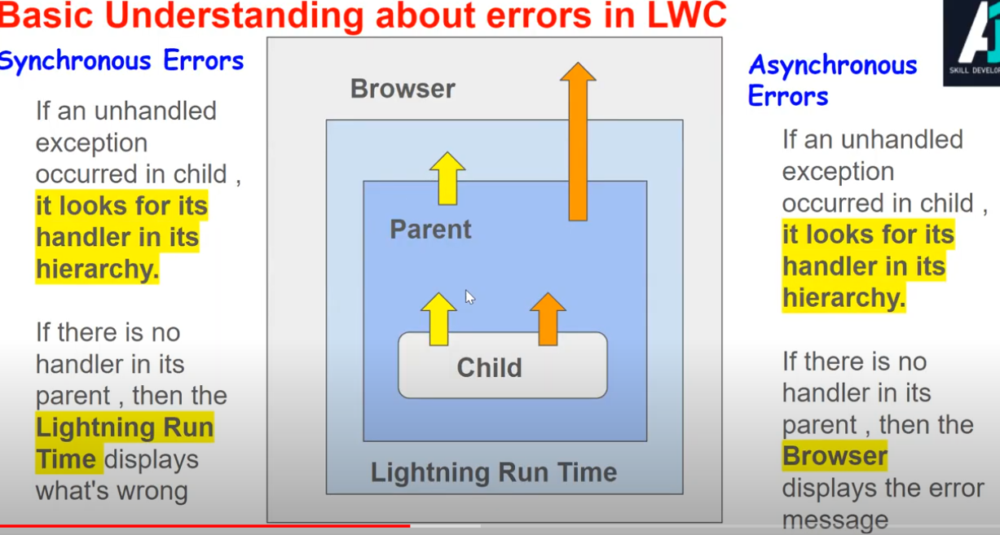 Basic Understanding about errors in LWC
Synchronous Errors
If an unhandled
exception
occurred in child ,
it looks for its
handler in its
hierarchy.
If there is no
handler in its
parent , then the
Lightning Run
Time displays
what's wrong
Browser
Parent
Child
Lightning Run Time
Asynchronous
Errors
If an unhandled
exception
occurred in child ,
it looks for its
handler in its
hierarchy.
If there is no
handler in its
parent , then the
Browser
displays the error
message
SKILL